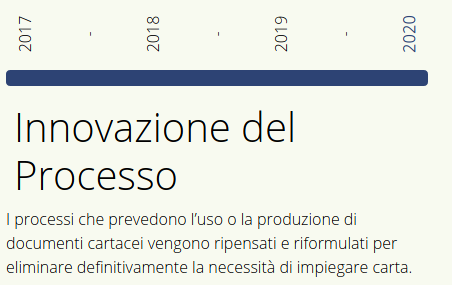 2017 - 2018 - 2019 - 2020
Innovazione del
Processo
I processi che prevedono l'uso o la produzione di
documenti cartacei vengono ripensati e riformulati per
eliminare definitivamente la necessità di impiegare carta.